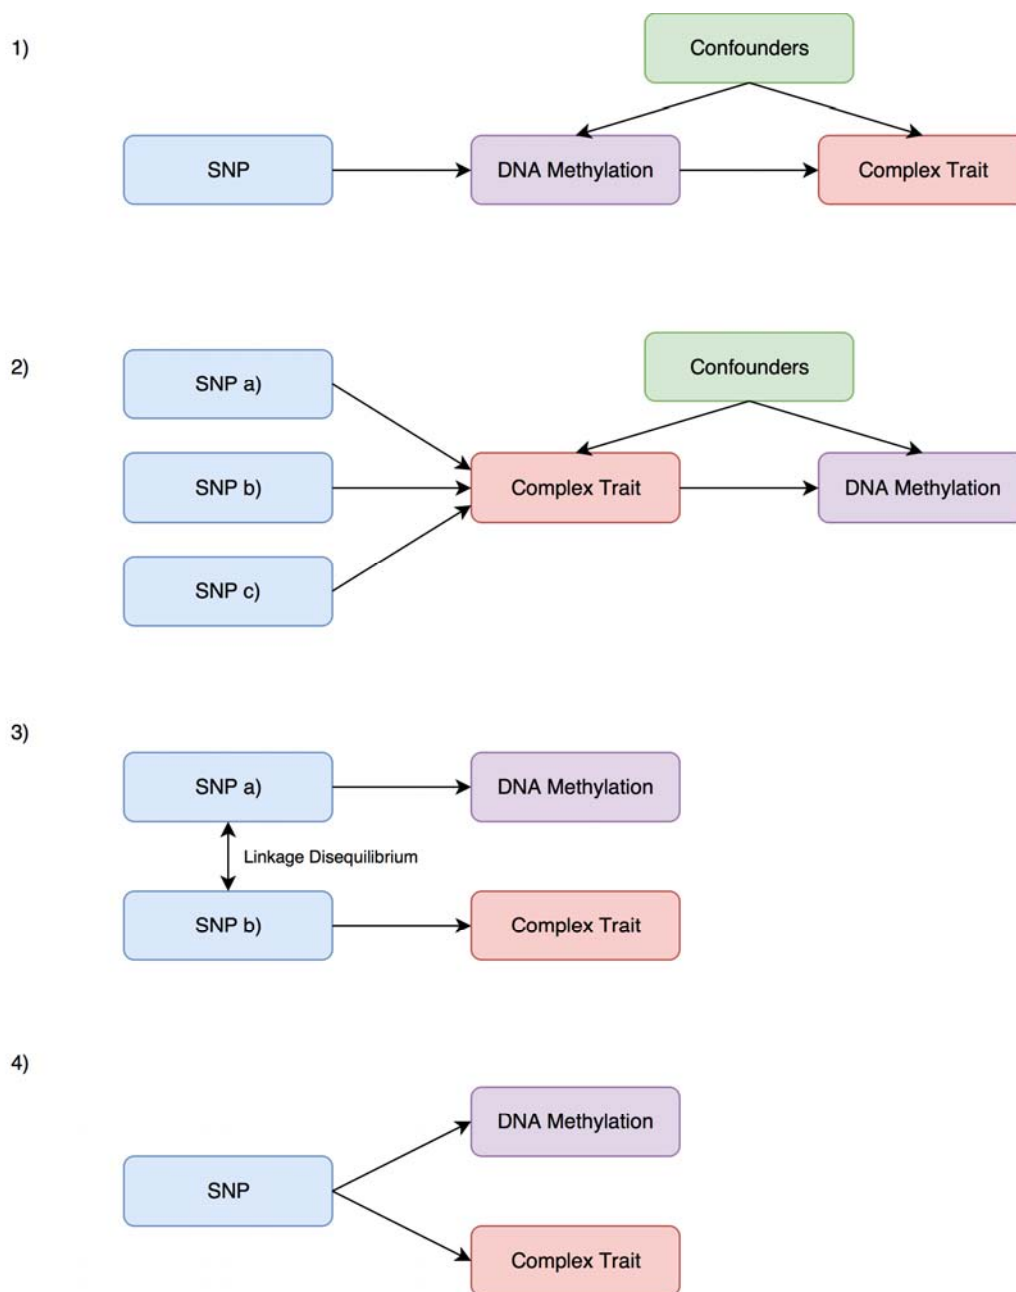 1)
Confounders
SNP
DNA Methylation
Complex Trait
2)
SNP a)
Confounders
SNP b)
Complex Trait
DNA Methylation
SNP c)
3)
SNP a)
DNA Methylation
Linkage Disequilibrium
SNP b)
Complex Trait
4)
DNA Methylation
SNP
Complex Trait